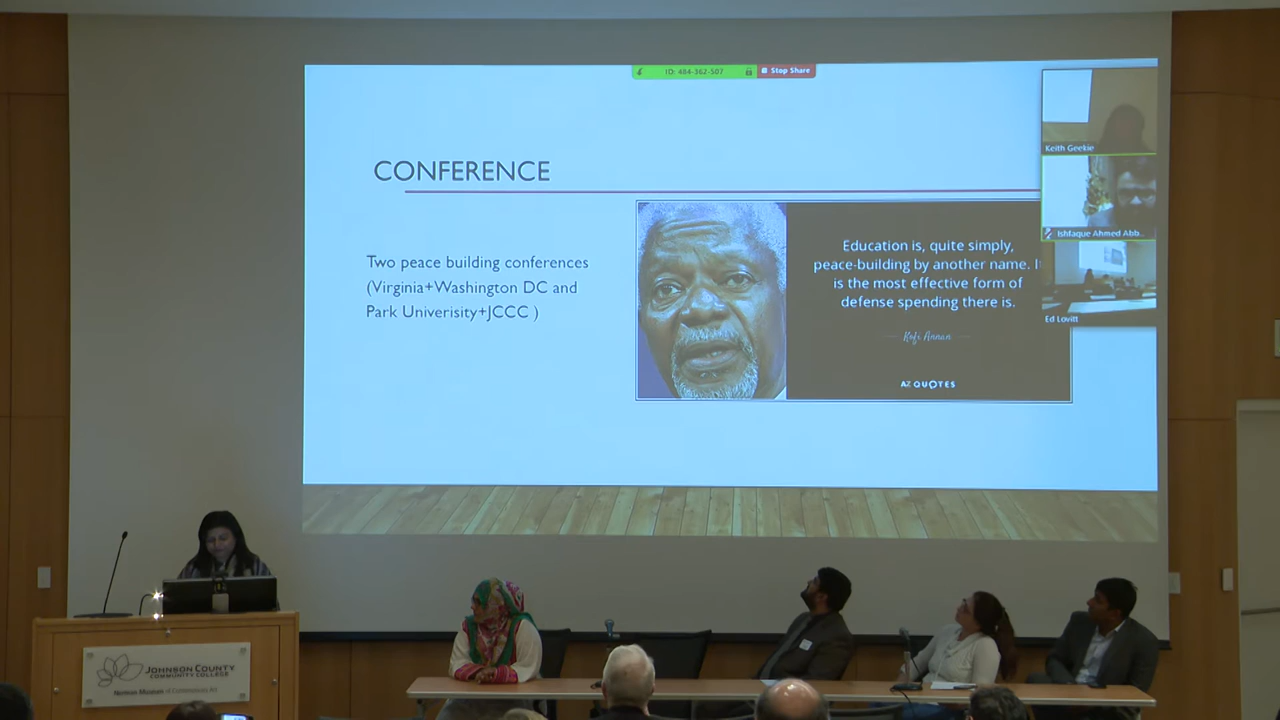 ID: 484-362-507
Stop Share
Keith Geekie
CONFERENCE
Ishfaque Ahmed Abb..
Education is, quite simply,
peace-building by another name. It
is the most effective form of
defense spending there is.
Two peace building conferences
(Virginia+Washington DC and
Park Univerisity+JCCC )
Ed Lovitt
Kofi Annan
AZ QUOTES
JOHNSON COUNTY
COMMUNITY COLLEGE
Nerman Museum of Contemporary Art